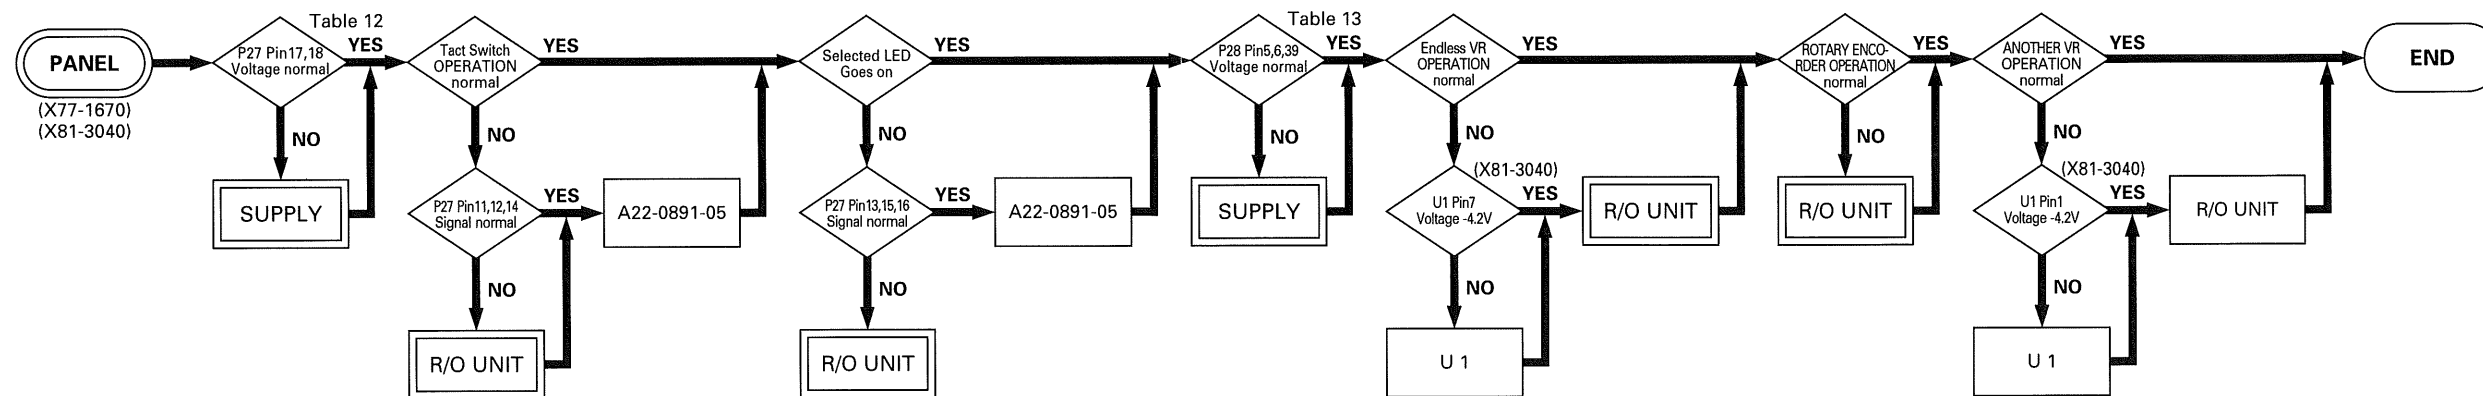 PANEL
(X77-1670)
(X81-3040)
P27 Pin17,18
Voltage normal
Table 12
YES
NO
SUPPLY
Tact Switch
OPERATION
normal
YES
NO
P27 Pin11,12,14
Signal normal
YES
NO
R/O UNIT
A22-0891-05
Selected LED
Goes on
YES
NO
P27 Pin13,15,16
Signal normal
YES
NO
R/O UNIT
A22-0891-05
P28 Pin5,6,39
Voltage normal
Table 13
YES
NO
SUPPLY
Endless VR
OPERATION
normal
YES
NO
(X81-3040)
U1 Pin7
Voltage -4.2V
YES
NO
U 1
R/O UNIT
ROTARY ENCO-
RDER OPERATION
normal
YES
NO
R/O UNIT
ANOTHER VR
OPERATION
normal
YES
NO
(X81-3040)
U1 Pin1
Voltage -4.2V
YES
NO
U 1
R/O UNIT
END